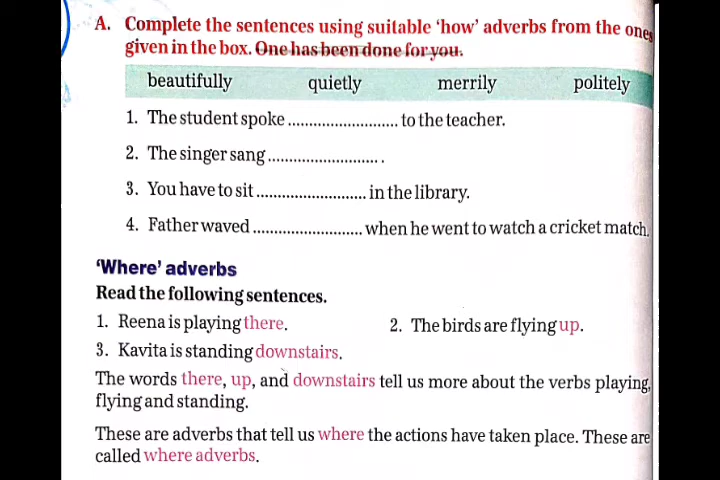 A. Complete the sentences using suitable ‘how’ adverbs from the ones
given in the box. One has been done for you.
beautifully quietly merrily politely
1. The student spoke .......................... to the teacher.
2. The singer sang .......................... .
3. You have to sit .......................... in the library.
4. Father waved .......................... when he went to watch a cricket match.
‘Where’ adverbs
Read the following sentences.
1. Reena is playing there. 2. The birds are flying up.
3. Kavita is standing downstairs.
The words there, up, and downstairs tell us more about the verbs playing,
flying and standing.
These are adverbs that tell us where the actions have taken place. These are
called where adverbs.